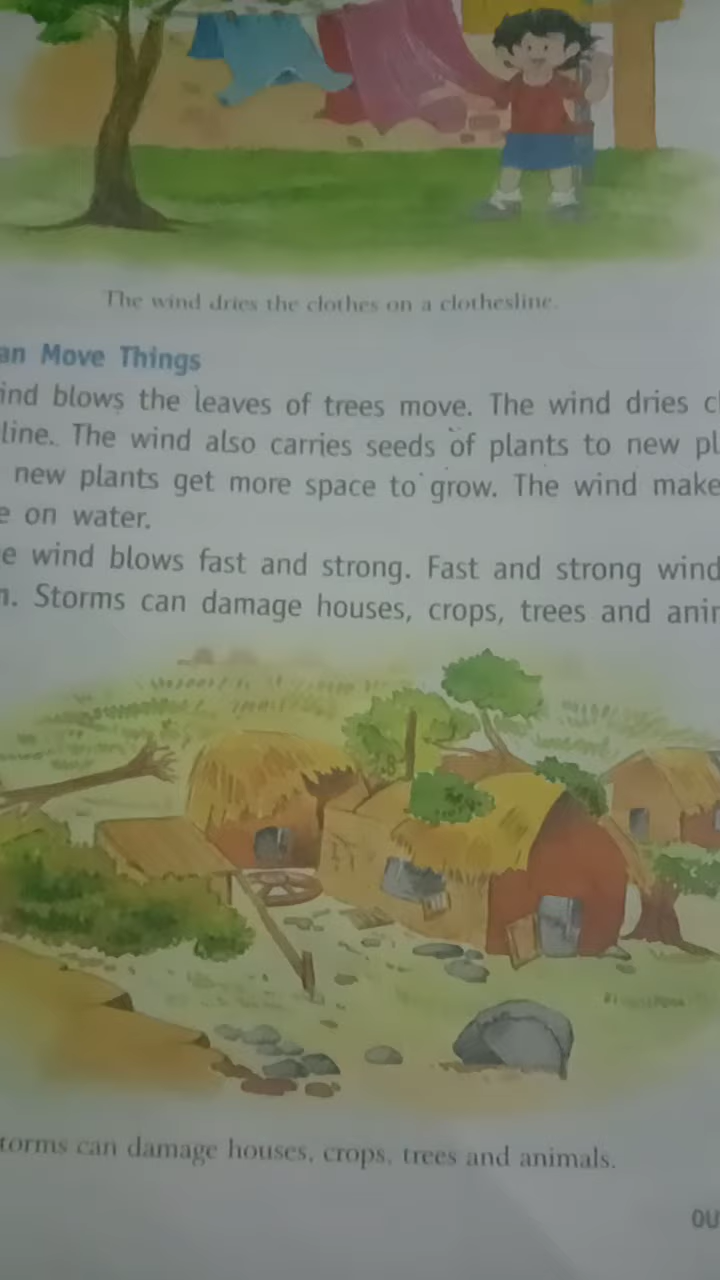 The wind dries the clothes on a clothesline.
an Move Things
ind blows the leaves of trees move. The wind dries c
line. The wind also carries seeds of plants to new pl
new plants get more space to grow. The wind make
e on water.
e wind blows fast and strong. Fast and strong wind
m. Storms can damage houses, crops, trees and anim
torms can damage houses, crops, trees and animals.
OU